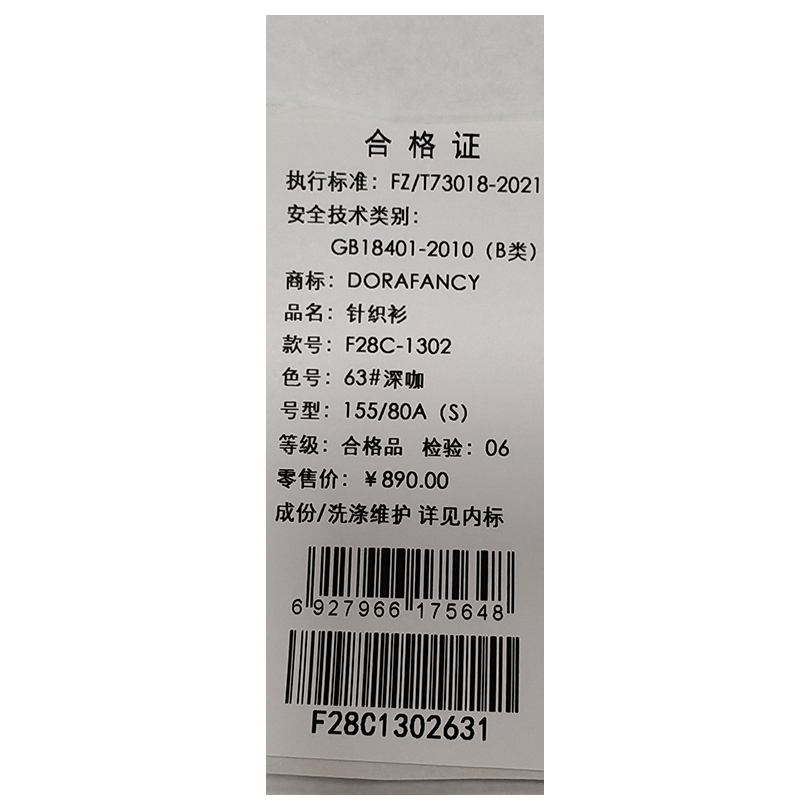 合格证
执行标准：FZ/T73018-2021
安全技术类别：
GB18401-2010（B类）
商标：DORAFANCY
品名：针织衫
款号：F28C-1302
色号：63#深咖
号型：155/80A（S）
等级：合格品 检验：06
零售价：￥890.00
成份/洗涤维护 详见内标
6 927966 175648
F28C1302631